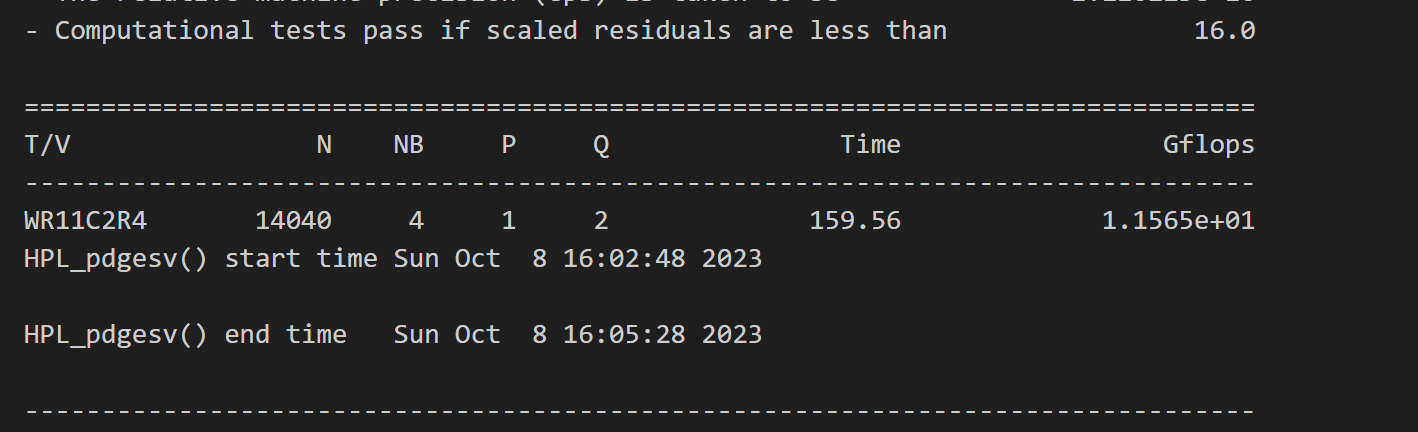 - Computational tests pass if scaled residuals are less than                16.0
================================================================================
T/V                N    NB     P     Q               Time                 Gflops
--------------------------------------------------------------------------------
WR11C2R4       14040     4     1     2             159.56             1.1565e+01
HPL_pdgesv() start time Sun Oct  8 16:02:48 2023
HPL_pdgesv() end time   Sun Oct  8 16:05:28 2023
--------------------------------------------------------------------------------